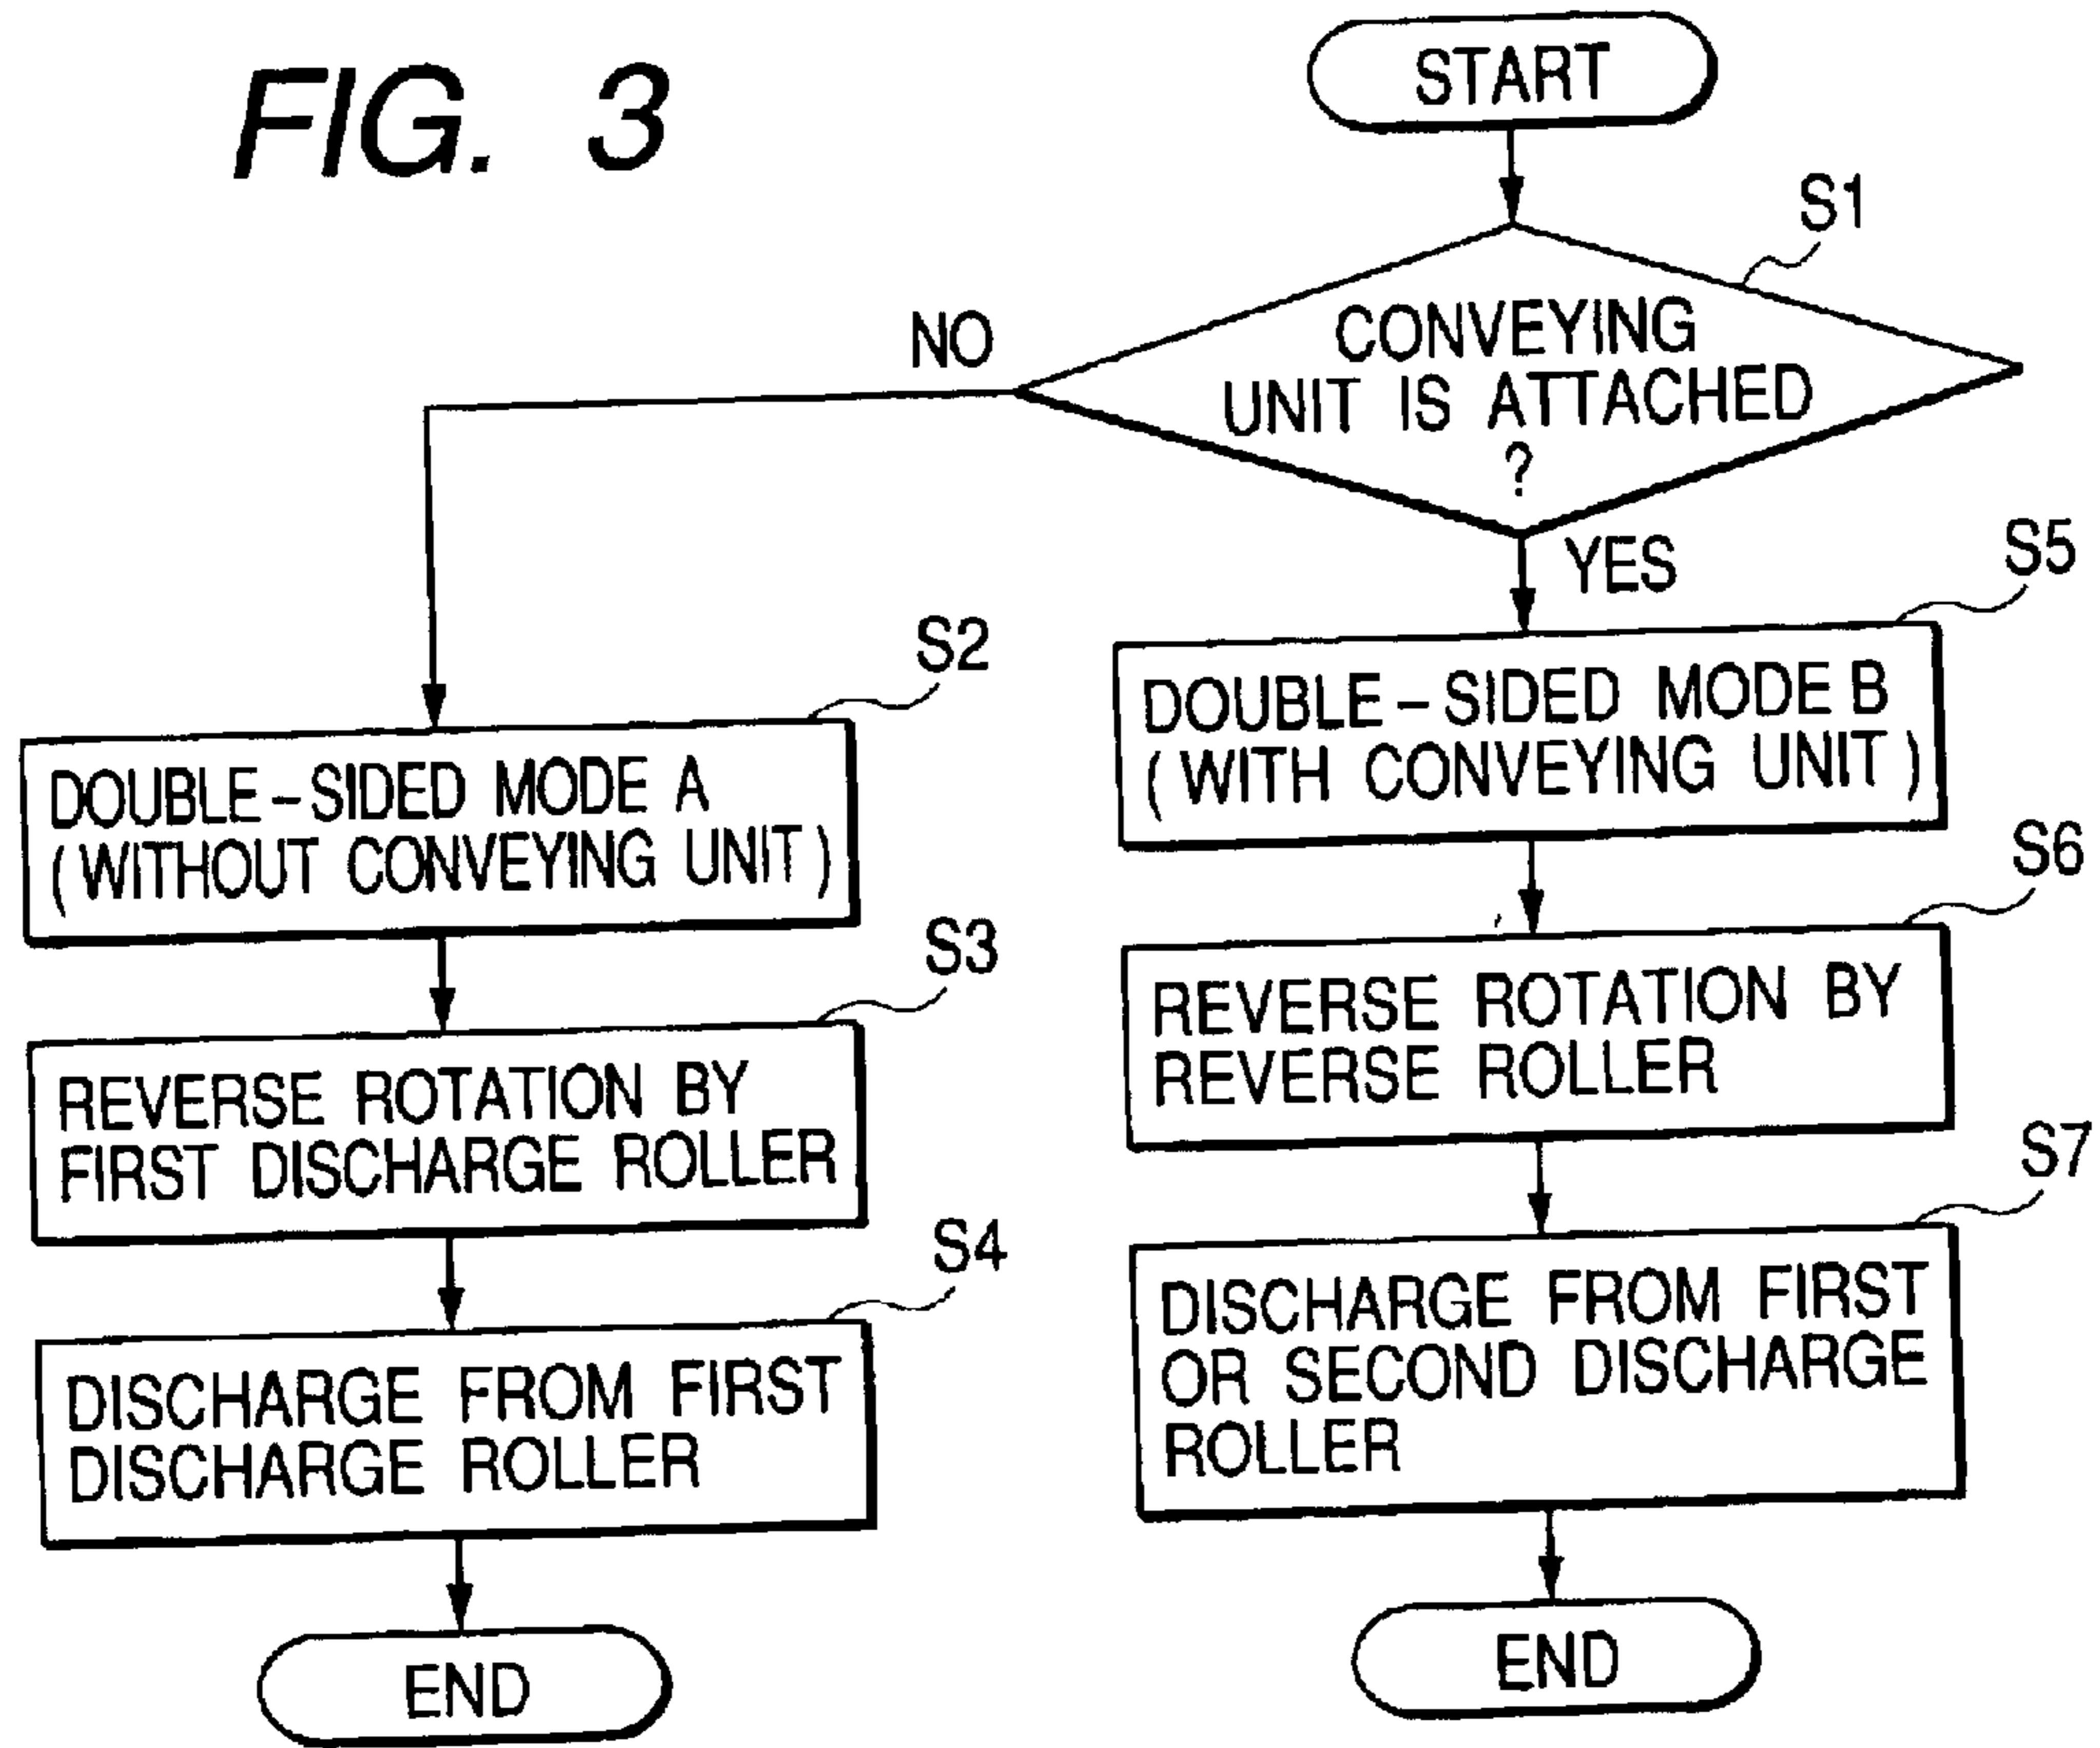 FIG. 3
START
S1
CONVEYING
UNIT IS ATTACHED
?
NO
YES
S2
DOUBLE-SIDED MODE A
(WITHOUT CONVEYING UNIT)
S3
REVERSE ROTATION BY
FIRST DISCHARGE ROLLER
S4
DISCHARGE FROM FIRST
DISCHARGE ROLLER
END
S5
DOUBLE-SIDED MODE B
(WITH CONVEYING UNIT)
S6
REVERSE ROTATION BY
REVERSE ROLLER
S7
DISCHARGE FROM FIRST
OR SECOND DISCHARGE
ROLLER
END